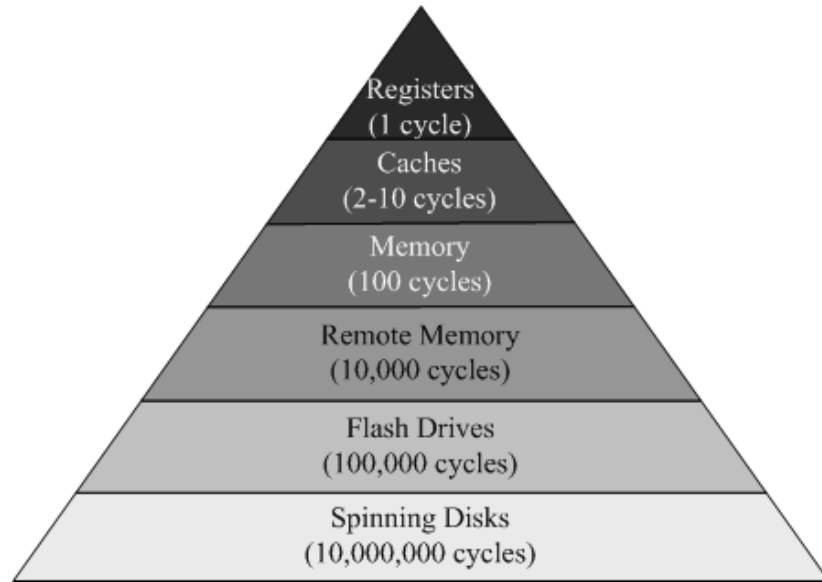 Registers
(1 cycle)
Caches
(2-10 cycles)
Memory
(100 cycles)
Remote Memory
(10,000 cycles)
Flash Drives
(100,000 cycles)
Spinning Disks
(10,000,000 cycles)